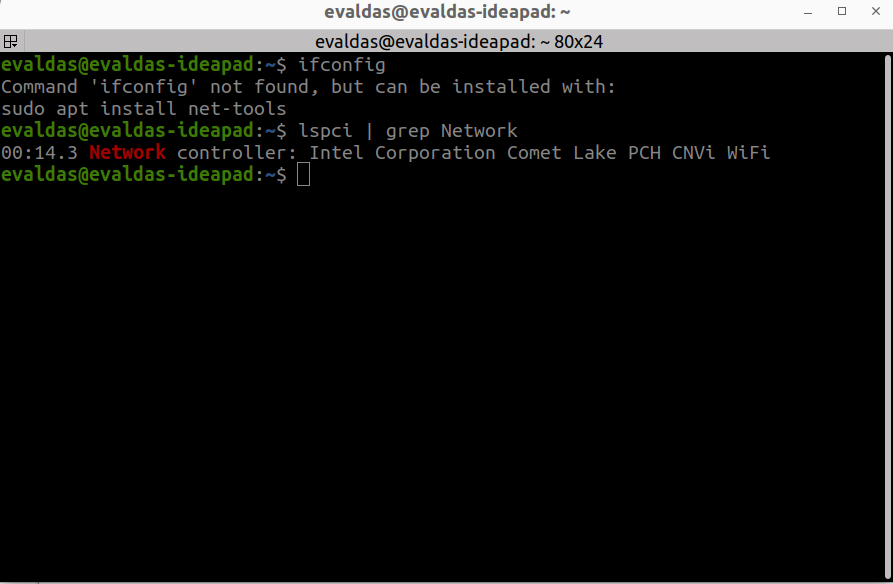 evaldas@evaldas-ideapad: ~
evaldas@evaldas-ideapad: ~ 80x24
evaldas@evaldas-ideapad:~$ ifconfig
Command 'ifconfig' not found, but can be installed with:
sudo apt install net-tools
evaldas@evaldas-ideapad:~$ lspci | grep Network
00:14.3 Network controller: Intel Corporation Comet Lake PCH CNVi WiFi
evaldas@evaldas-ideapad:~$